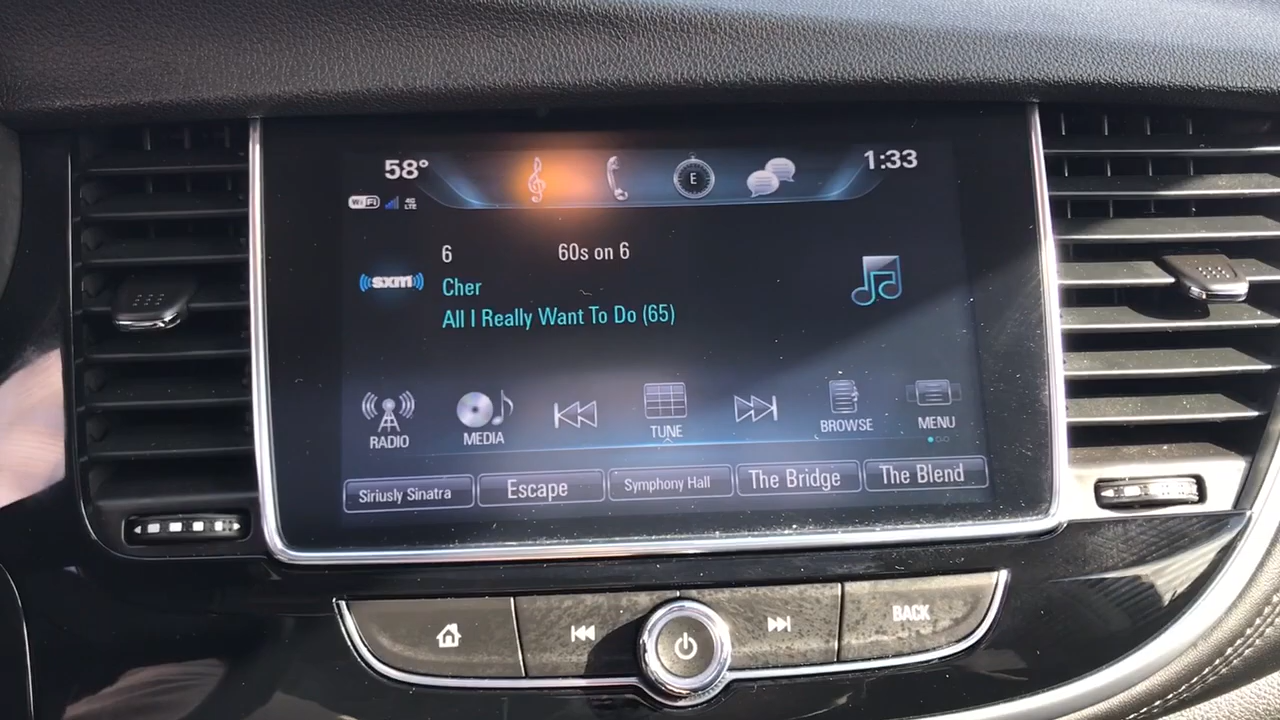 58°
E
1:33
WiFi
4G
LTE
6
60s on 6
((sxm))
Cher
All I Really Want To Do (65)
RADIO
MEDIA
TUNE
BROWSE
MENU
Siriusly Sinatra
Escape
Symphony Hall
The Bridge
The Blend
BACK